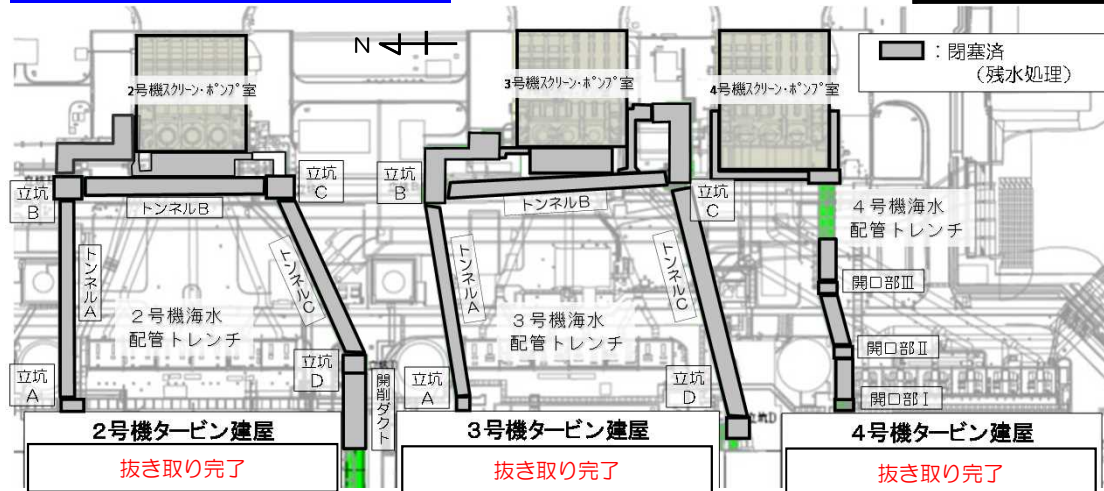 N
：閉塞済
（残水処理）
2号機スクリーン・ポンプ室
3号機スクリーン・ポンプ室
4号機スクリーン・ポンプ室
立坑
B
立坑
C
トンネルB
トンネルA
トンネルC
2号機海水
配管トレンチ
立坑
A
立坑
D
開削ダクト
立坑
B
立坑
C
トンネルB
トンネルA
トンネルC
3号機海水
配管トレンチ
立坑
A
立坑
D
立坑D
4号機海水
配管トレンチ
開口部Ⅲ
開口部Ⅱ
開口部Ⅰ
2号機タービン建屋
抜き取り完了
3号機タービン建屋
抜き取り完了
4号機タービン建屋
抜き取り完了